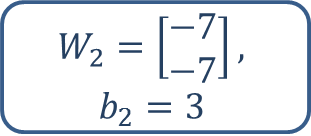 W₂ = [−7
−7],
b₂ = 3